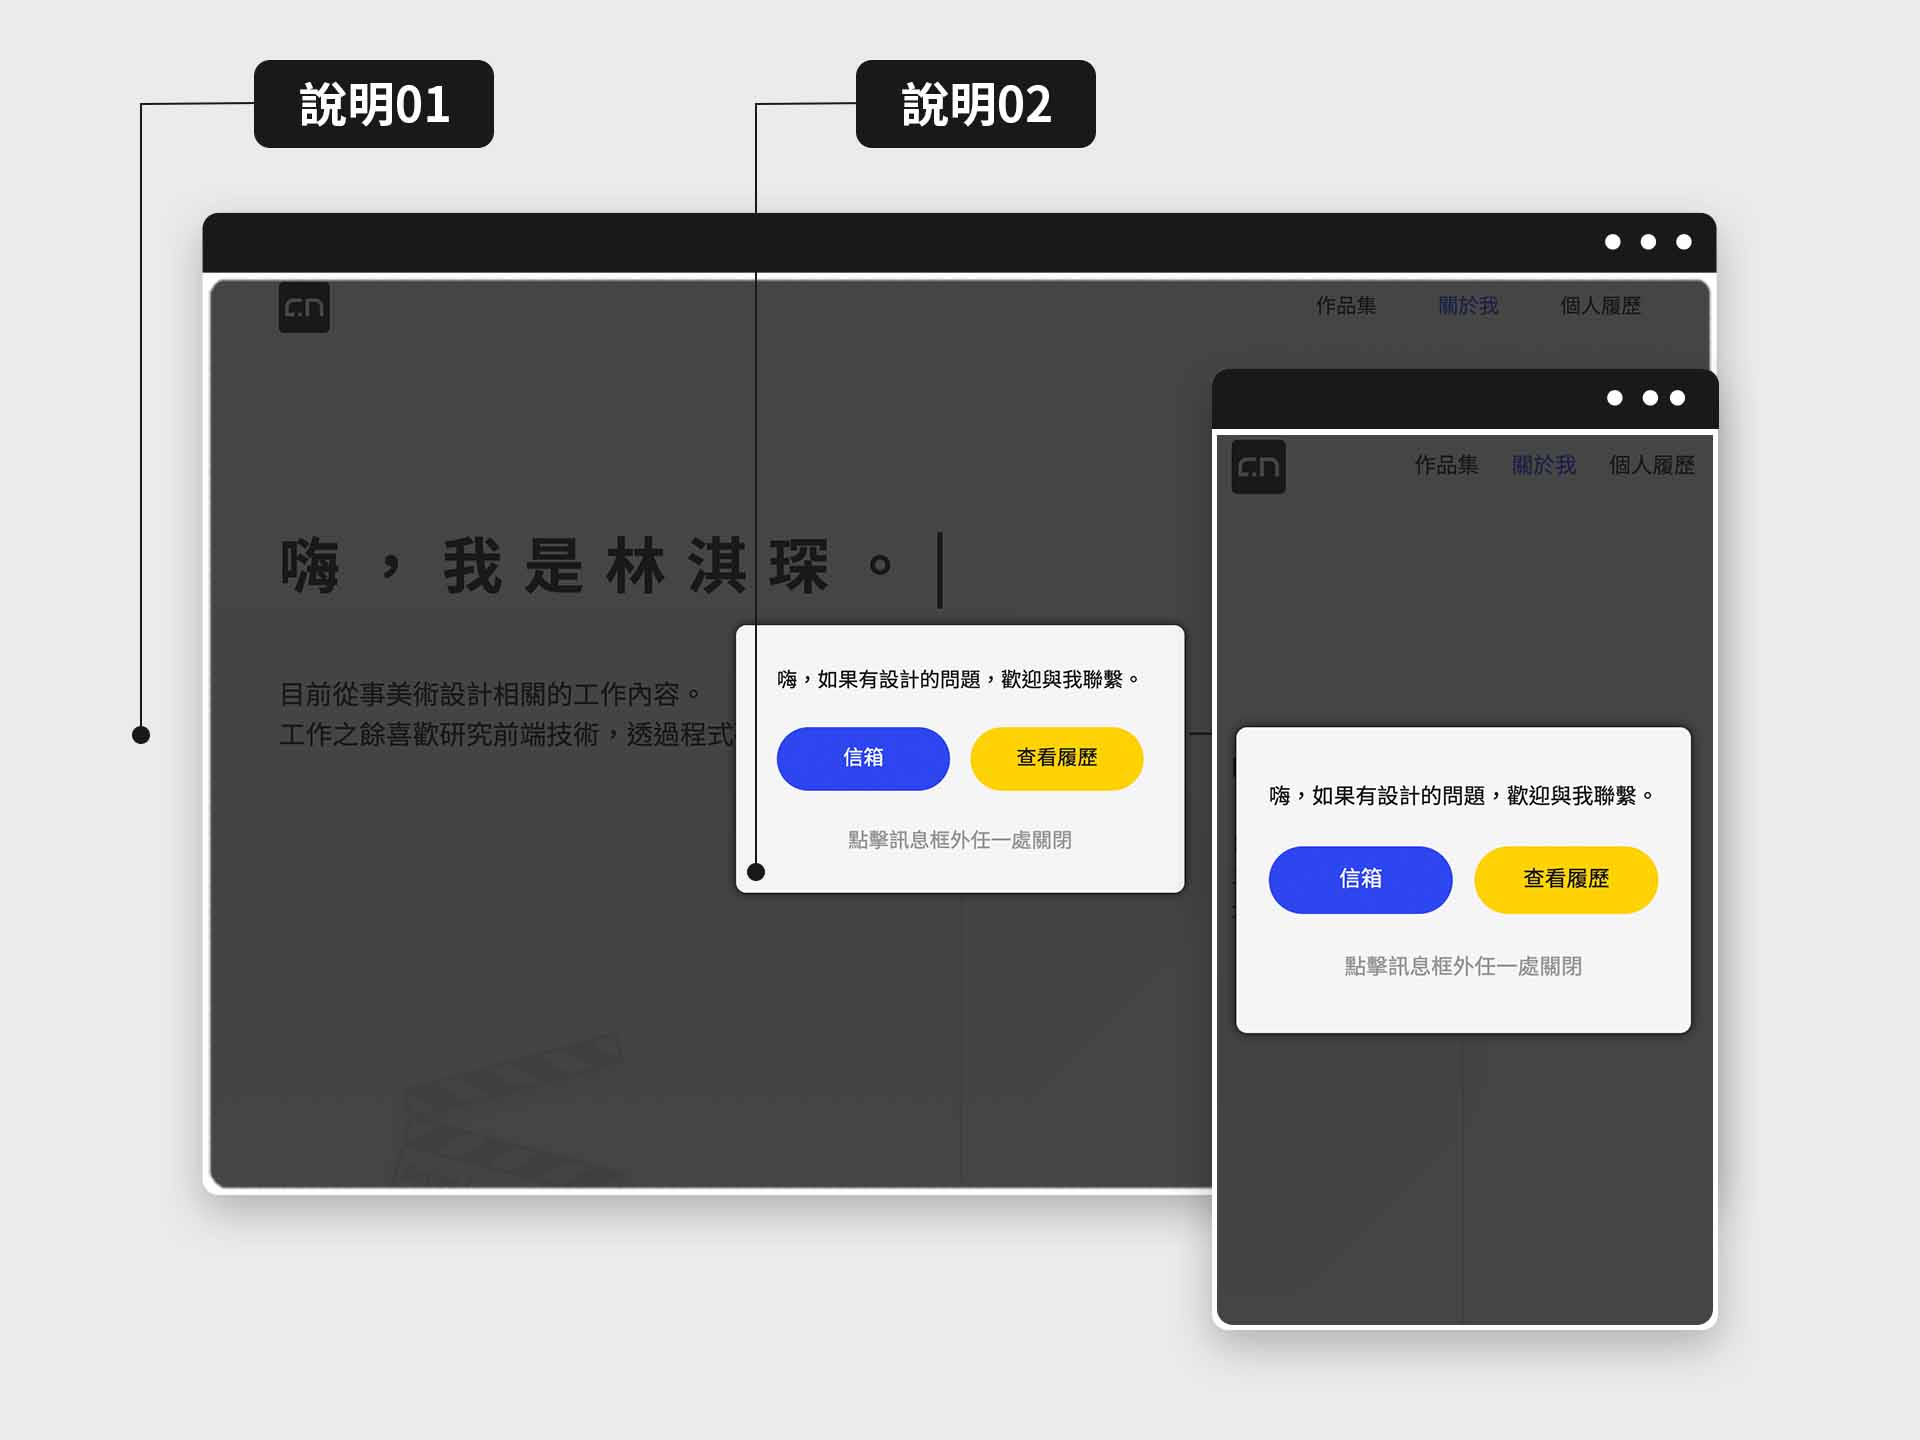 說明01
說明02
作品集
關於我
個人履歷
嗨，我是林淇琛。
目前從事美術設計相關的工作內容。
工作之餘喜歡研究前端技術，透過程式
嗨，如果有設計的問題，歡迎與我聯繫。
信箱
查看履歷
點擊訊息框外任一處關閉
作品集
關於我
個人履歷
嗨，如果有設計的問題，歡迎與我聯繫。
信箱
查看履歷
點擊訊息框外任一處關閉